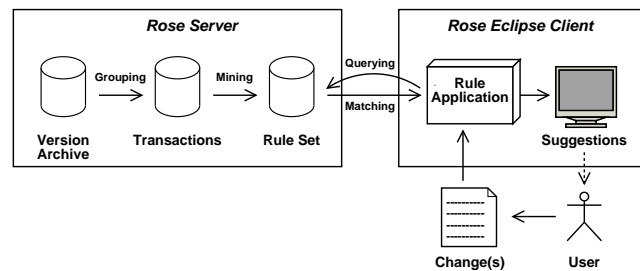 Rose Server
Rose Eclipse Client
Grouping
Mining
Querying
Matching
Version
Archive
Transactions
Rule Set
Rule
Application
Suggestions
Change(s)
User